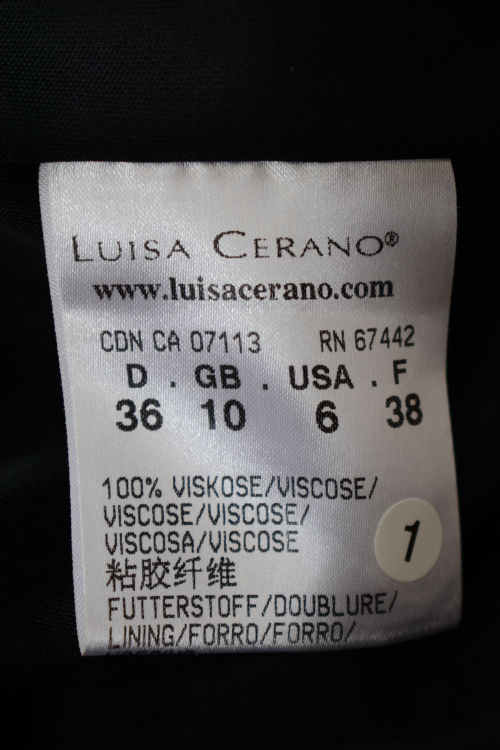 LUISA CERANO®
www.luisacerano.com
CDN CA 07113 RN 67442
D . GB . USA . F
36 10 6 38
100% VISKOSE/VISCOSE/
VISCOSE/VISCOSE/
VISCOSA/VISCOSE
粘胶纤维
1
FUTTERSTOFF/DOUBLURE/
LINING/FORRO/FORRO/